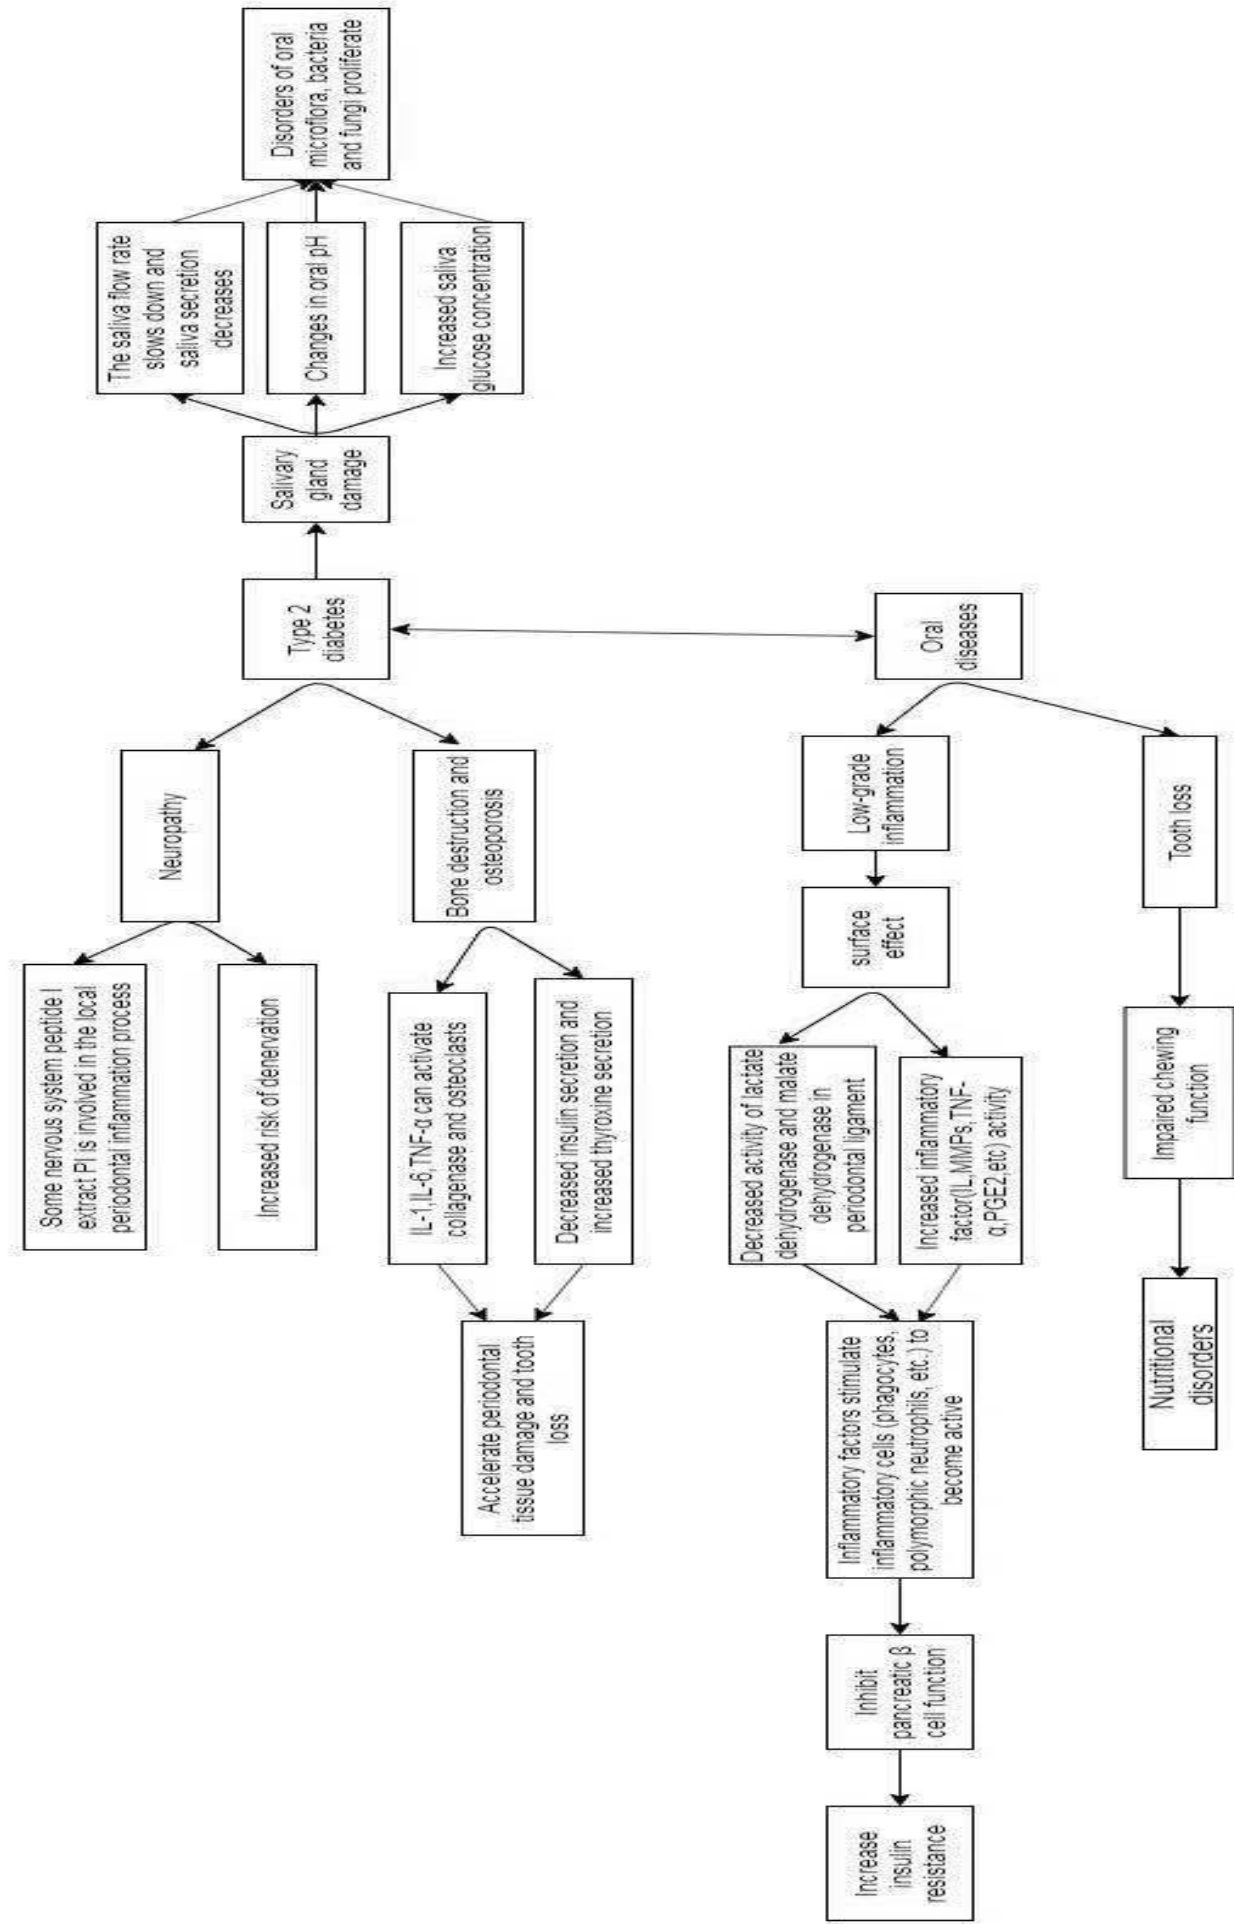 Disorders of oral
microflora, bacteria
and fungi proliferate
The saliva flow rate
slows down and
saliva secretion
decreases
Changes in oral pH
Increased saliva
glucose concentration
Salivary
gland
damage
Type 2
diabetes
Oral
diseases
Neuropathy
Bone destruction and
osteoporosis
Low-grade
inflammation
Tooth loss
surface
effect
Some nervous system peptide I
extract PI is involved in the local
periodontal inflammation process
Increased risk of denervation
IL-1,IL-6,TNF-α can activate
collagenase and osteoclasts
Decreased insulin secretion and
increased thyroxine secretion
Decreased activity of lactate
dehydrogenase and malate
dehydrogenase in
periodontal ligament
Increased inflammatory
factor(IL,MMPs,TNF-
α,PGE2,etc) activity
Impaired chewing
function
Accelerate periodontal
tissue damage and tooth
loss
Inflammatory factors stimulate
inflammatory cells (phagocytes,
polymorphic neutrophils, etc.) to
become active
Nutritional
disorders
Inhibit
pancreatic β
cell function
Increase
insulin
resistance